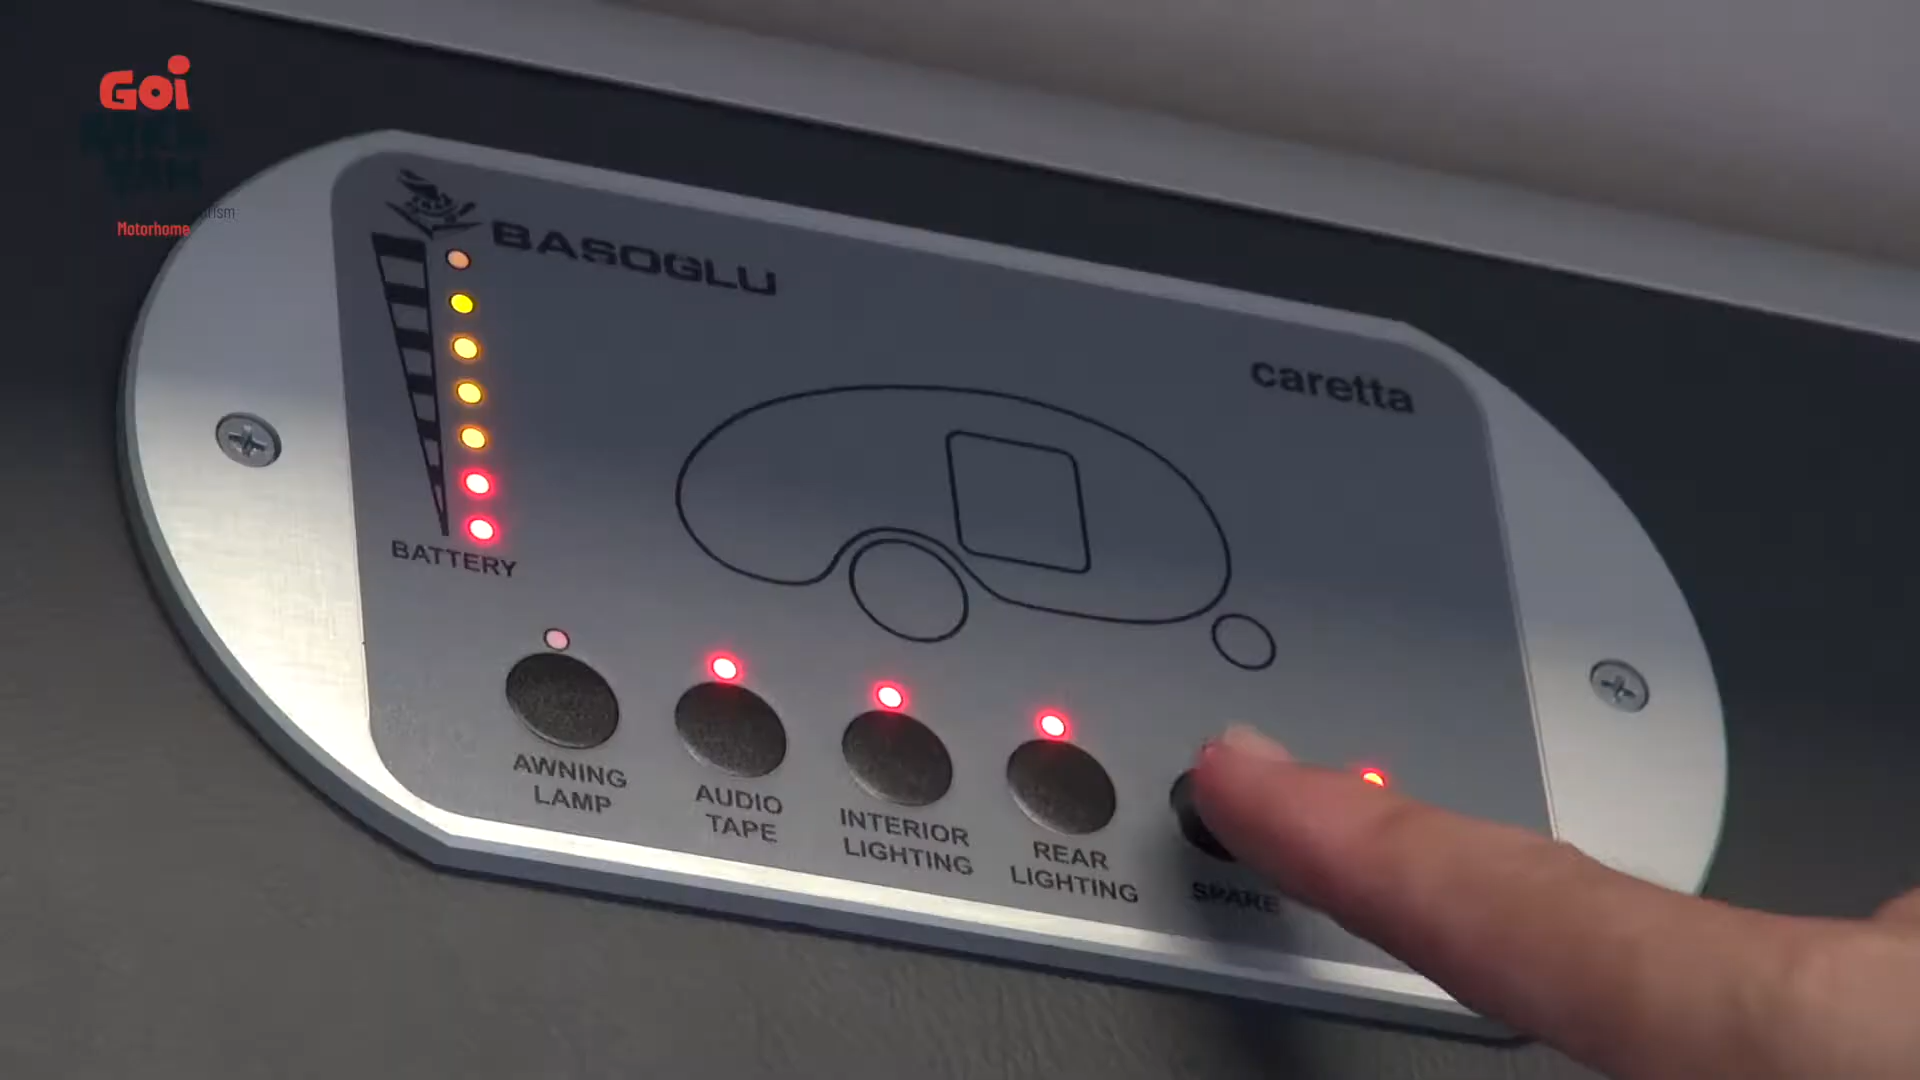 Goi
Motorhome
BASOGLU
caretta
BATTERY
AWNING
LAMP
AUDIO
TAPE
INTERIOR
LIGHTING
REAR
LIGHTING
SPARE